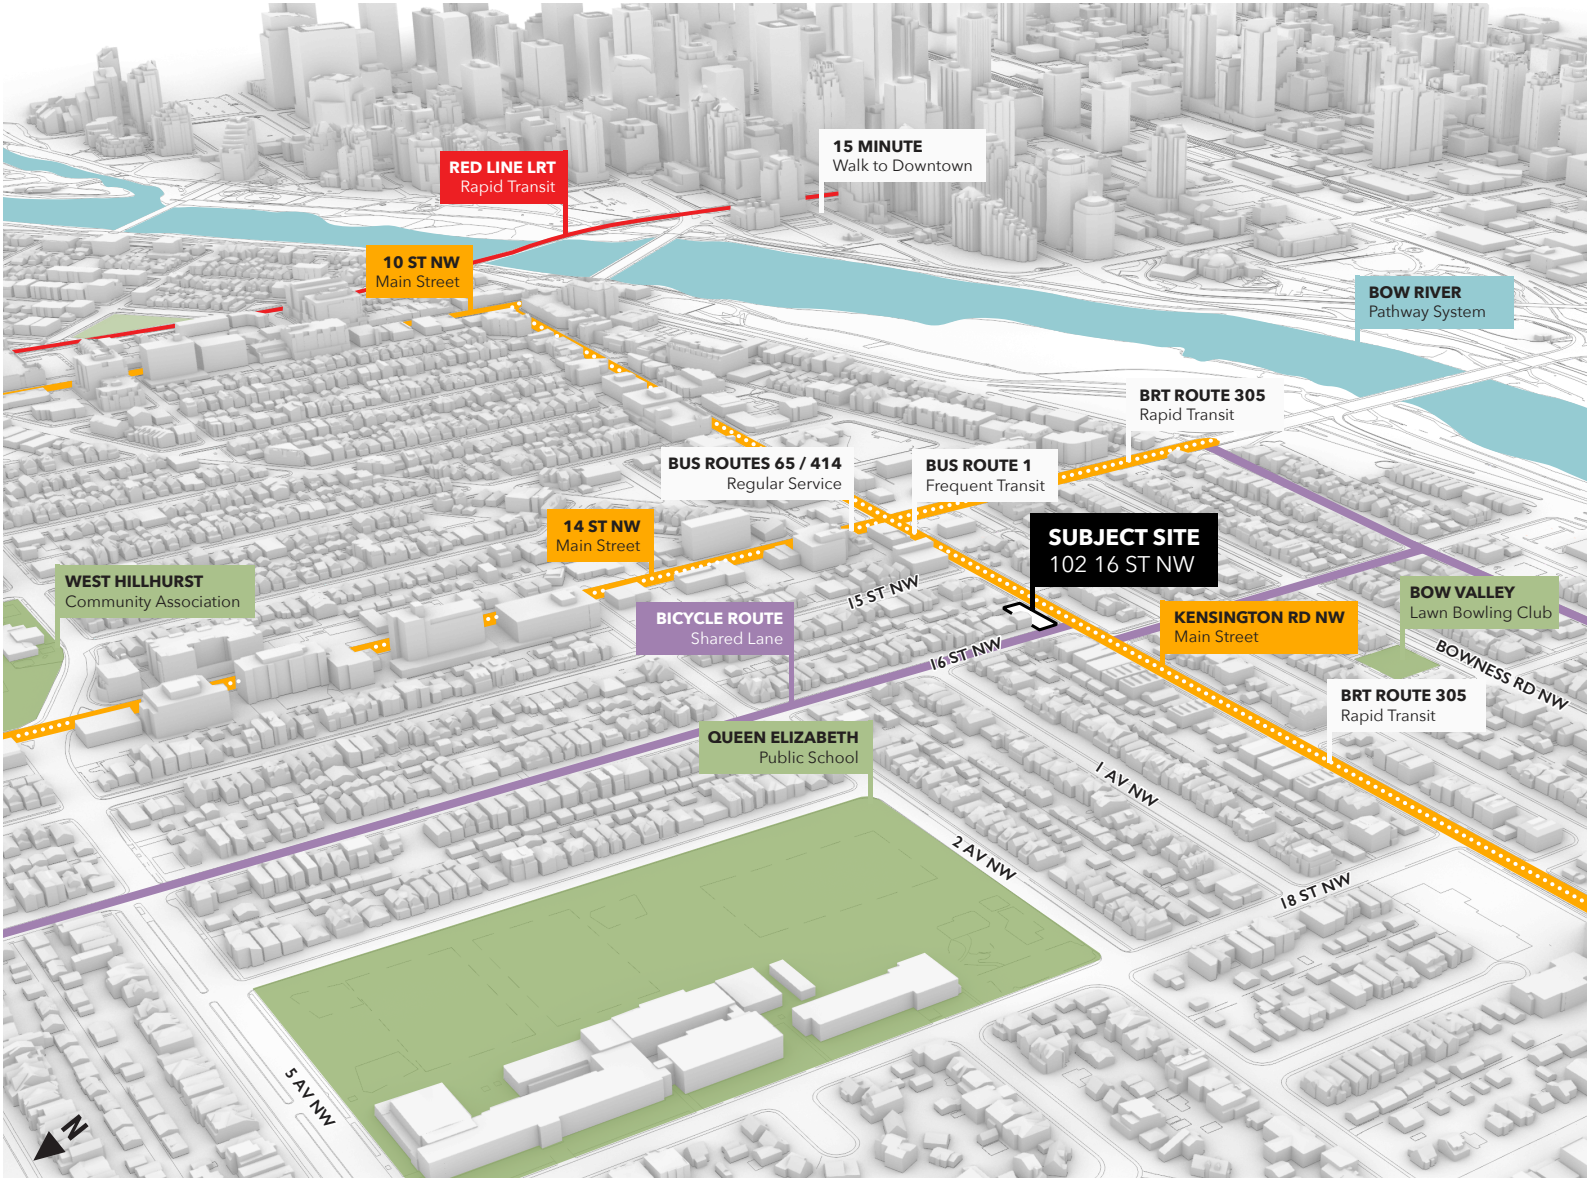 15 MINUTE
Walk to Downtown
RED LINE LRT
Rapid Transit
10 ST NW
Main Street
BOW RIVER
Pathway System
BRT ROUTE 305
Rapid Transit
BUS ROUTES 65 / 414
Regular Service
BUS ROUTE 1
Frequent Transit
14 ST NW
Main Street
SUBJECT SITE
102 16 ST NW
WEST HILLHURST
Community Association
15 ST NW
BICYCLE ROUTE
Shared Lane
16 ST NW
KENSINGTON RD NW
Main Street
BOW VALLEY
Lawn Bowling Club
BOWNESS RD NW
BRT ROUTE 305
Rapid Transit
QUEEN ELIZABETH
Public School
1 AV NW
2 AV NW
18 ST NW
5 AV NW
N